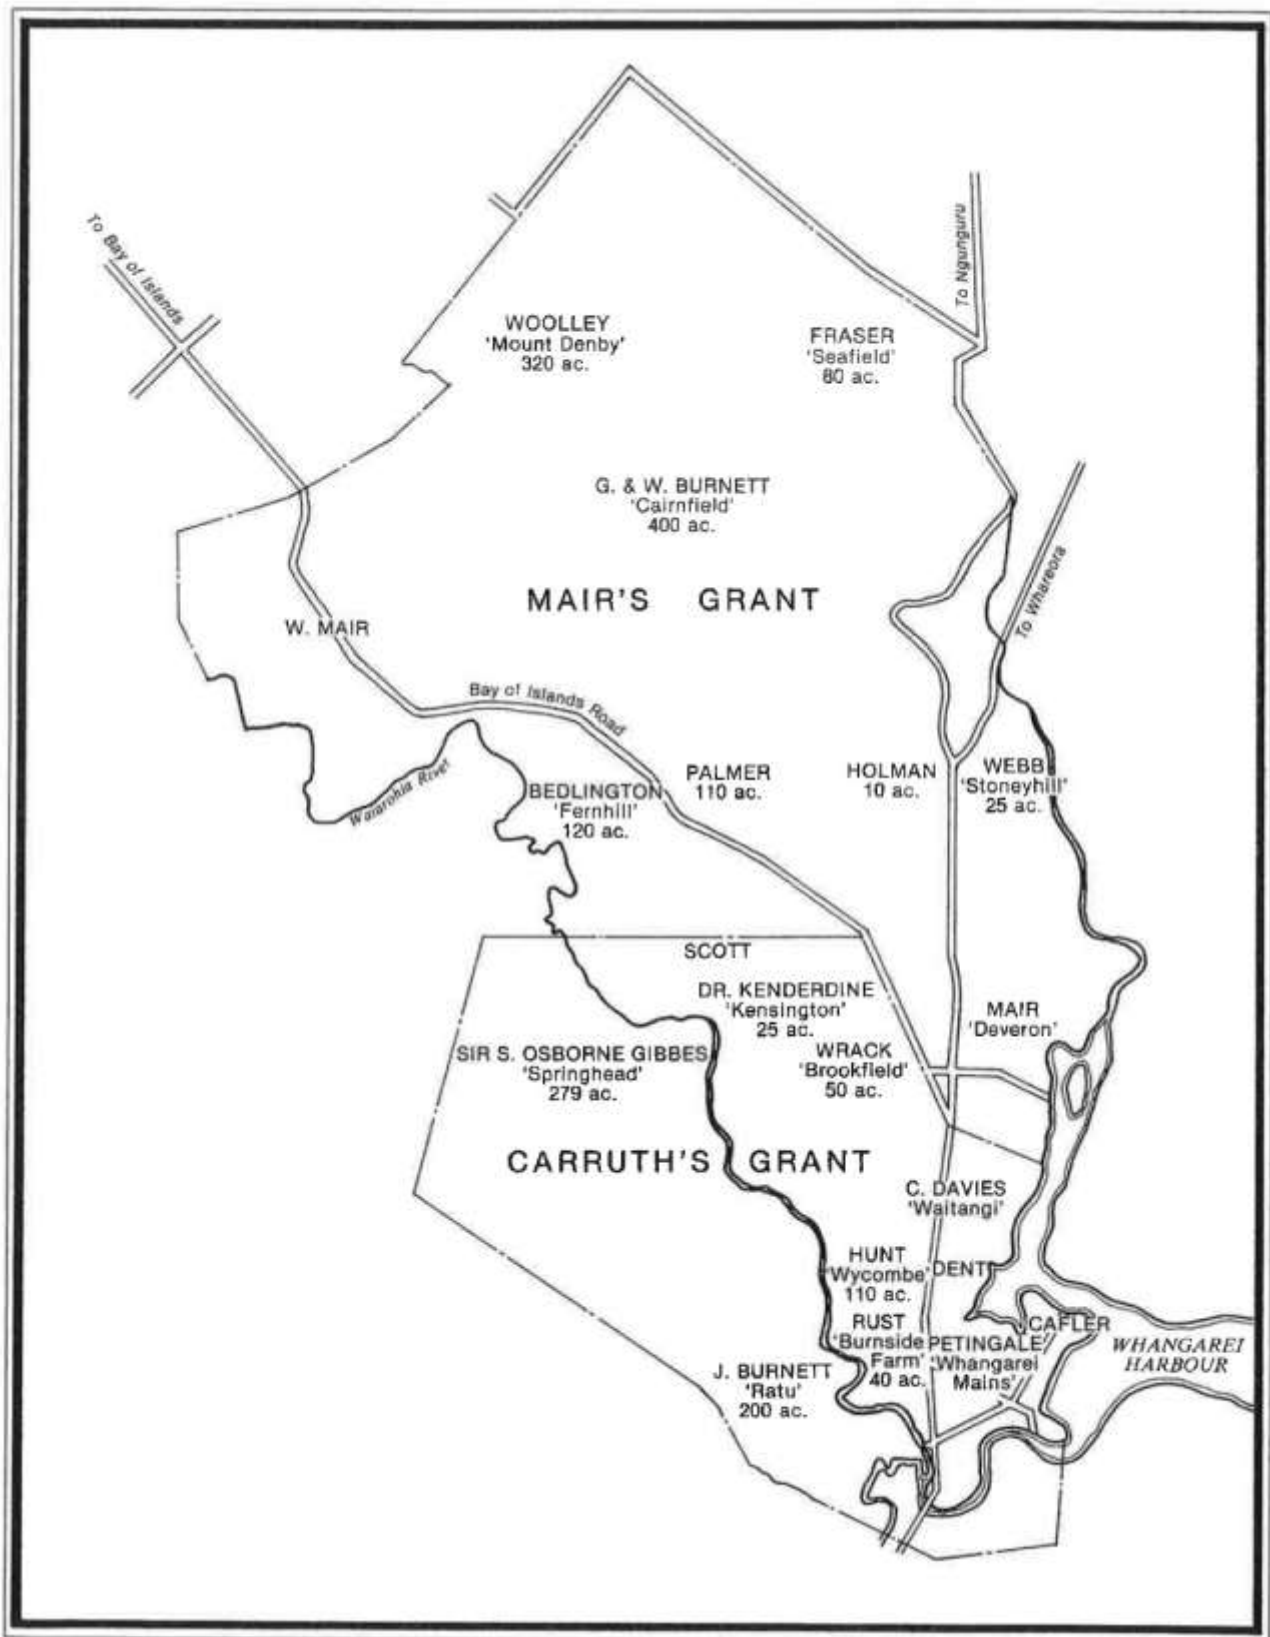 To Bay of Islands
To Ngunguru
WOOLLEY
'Mount Denby'
320 ac.
FRASER
'Seafield'
80 ac.
G. & W. BURNETT
'Cairnfield'
400 ac.
MAIR'S GRANT
To Whareora
W. MAIR
Bay of Islands Road
Wararohia River
BEDLINGTON
'Fernhill'
120 ac.
PALMER
110 ac.
HOLMAN
10 ac.
WEBB
'Stoneyhill'
25 ac.
SCOTT
DR. KENDERDINE
'Kensington'
25 ac.
MAIR
'Deveron'
SIR S. OSBORNE GIBBES
'Springhead'
279 ac.
WRACK
'Brookfield'
50 ac.
CARRUTH'S GRANT
C. DAVIES
'Waitangi'
HUNT
'Wycombe'
110 ac.
DENT
RUST
'Burnside
Farm'
40 ac.
PETINGALE
'Whangarei
Mains'
CAFLER
WHANGAREI
HARBOUR
J. BURNETT
'Ratu'
200 ac.